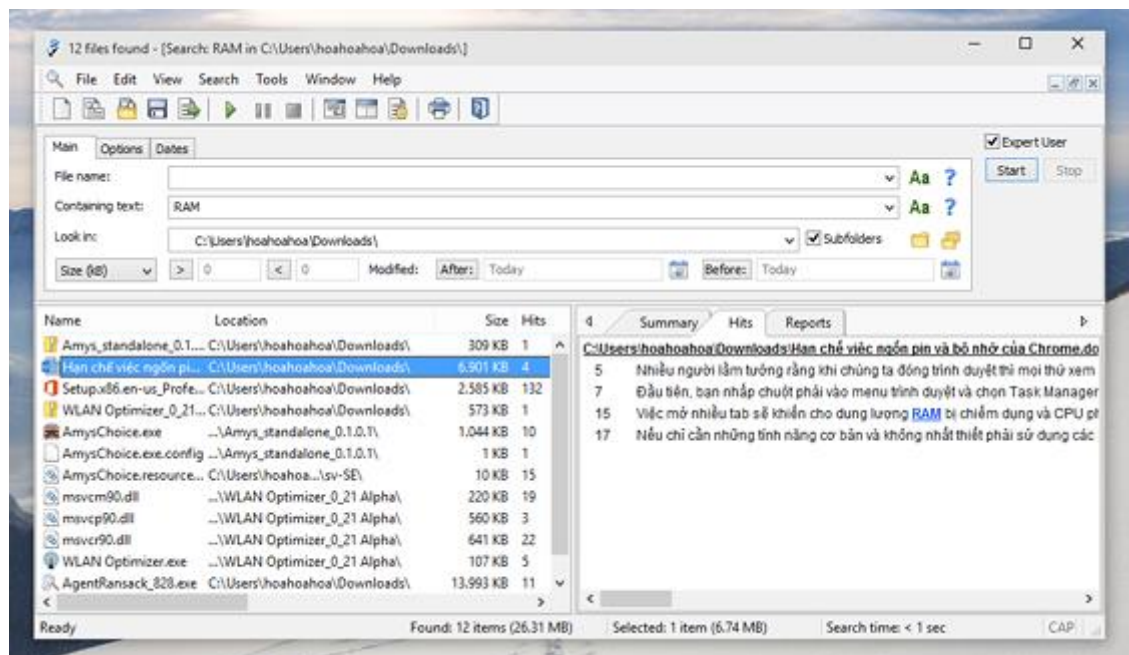 12 files found - [Search: RAM in C:\Users\hoahoahoa\Downloads\]
File Edit View Search Tools Window Help
Main Options Dates
Expert User
File name: Aa ? Start Stop
Containing text: RAM Aa ?
Look in: C:\Users\hoahoahoa\Downloads\ Subfolders
Size (kB) > 0 < 0 Modified: After: Today Before: Today
Name Location Size Hits
Amys_standalone_0.1.... C:\Users\hoahoahoa\Downloads\ 309 KB 1
Hạn chế việc ngốn pi... C:\Users\hoahoahoa\Downloads\ 6.901 KB 4
Setup.x86.en-us_Profe... C:\Users\hoahoahoa\Downloads\ 2.585 KB 132
WLAN Optimizer_0_21... C:\Users\hoahoahoa\Downloads\ 573 KB 1
AmysChoice.exe ...\Amys_standalone_0.1.0.1\ 1.044 KB 10
AmysChoice.exe.config ...\Amys_standalone_0.1.0.1\ 1 KB 1
AmysChoice.resource... C:\Users\hoahoa...\sv-SE\ 10 KB 15
msvcm90.dll ...\WLAN Optimizer_0_21 Alpha\ 220 KB 19
msvcp90.dll ...\WLAN Optimizer_0_21 Alpha\ 560 KB 3
msvcr90.dll ...\WLAN Optimizer_0_21 Alpha\ 641 KB 22
WLAN Optimizer.exe ...\WLAN Optimizer_0_21 Alpha\ 107 KB 5
AgentRansack_828.exe C:\Users\hoahoahoa\Downloads\ 13.993 KB 11
Summary Hits Reports
C:\Users\hoahoahoa\Downloads\Hạn chế việc ngốn pin và bộ nhớ của Chrome.do
5 Nhiều người lầm tưởng rằng khi chúng ta đóng trình duyệt thì mọi thứ xem
7 Đầu tiên, bạn nhấp chuột phải vào menu trình duyệt và chọn Task Manager
15 Việc mở nhiều tab sẽ khiến cho dung lượng RAM bị chiếm dụng và CPU ph
17 Nếu chỉ cần những tính năng cơ bản và không nhất thiết phải sử dụng các
Ready Found: 12 items (26.31 MB) Selected: 1 item (6.74 MB) Search time: < 1 sec CAP